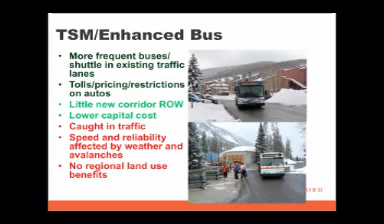 TSM/Enhanced Bus
• More frequent buses/
shuttle in existing traffic
lanes
• Tolls/pricing/restrictions
on autos
• Little new corridor ROW
• Lower capital cost
• Caught in traffic
• Speed and reliability
affected by weather and
avalanches
• No regional land use
benefits